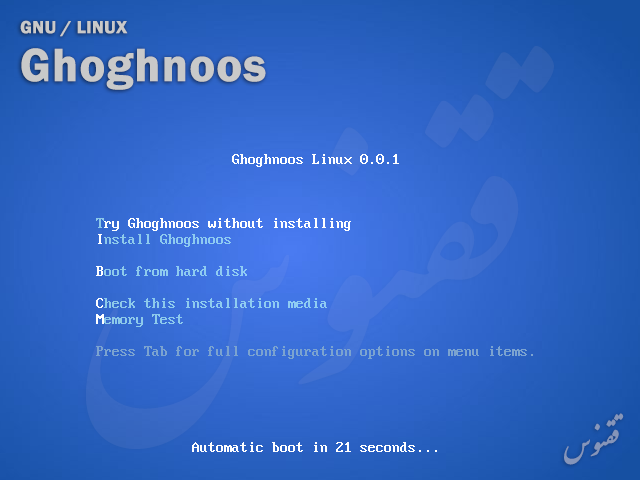 GNU / LINUX
Ghoghnoos
ققنوس
Ghoghnoos Linux 0.0.1
Try Ghoghnoos without installing
Install Ghoghnoos
Boot from hard disk
Check this installation media
Memory Test
Press Tab for full configuration options on menu items.
Automatic boot in 21 seconds...
ققنوس